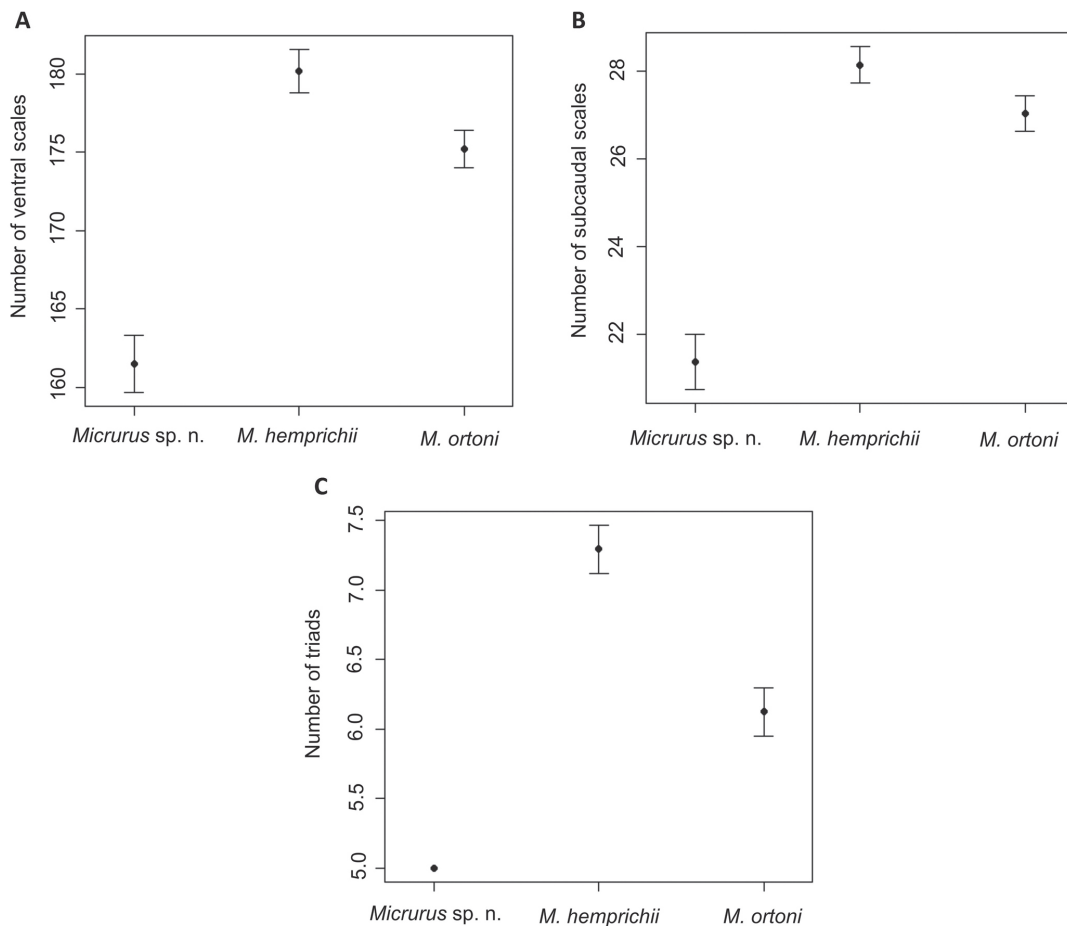 A
Number of ventral scales
180
175
170
165
160
Micrurus sp. n.
M. hemprichii
M. ortoni
B
Number of subcaudal scales
28
26
24
22
Micrurus sp. n.
M. hemprichii
M. ortoni
C
Number of triads
7.5
7.0
6.5
6.0
5.5
5.0
Micrurus sp. n.
M. hemprichii
M. ortoni